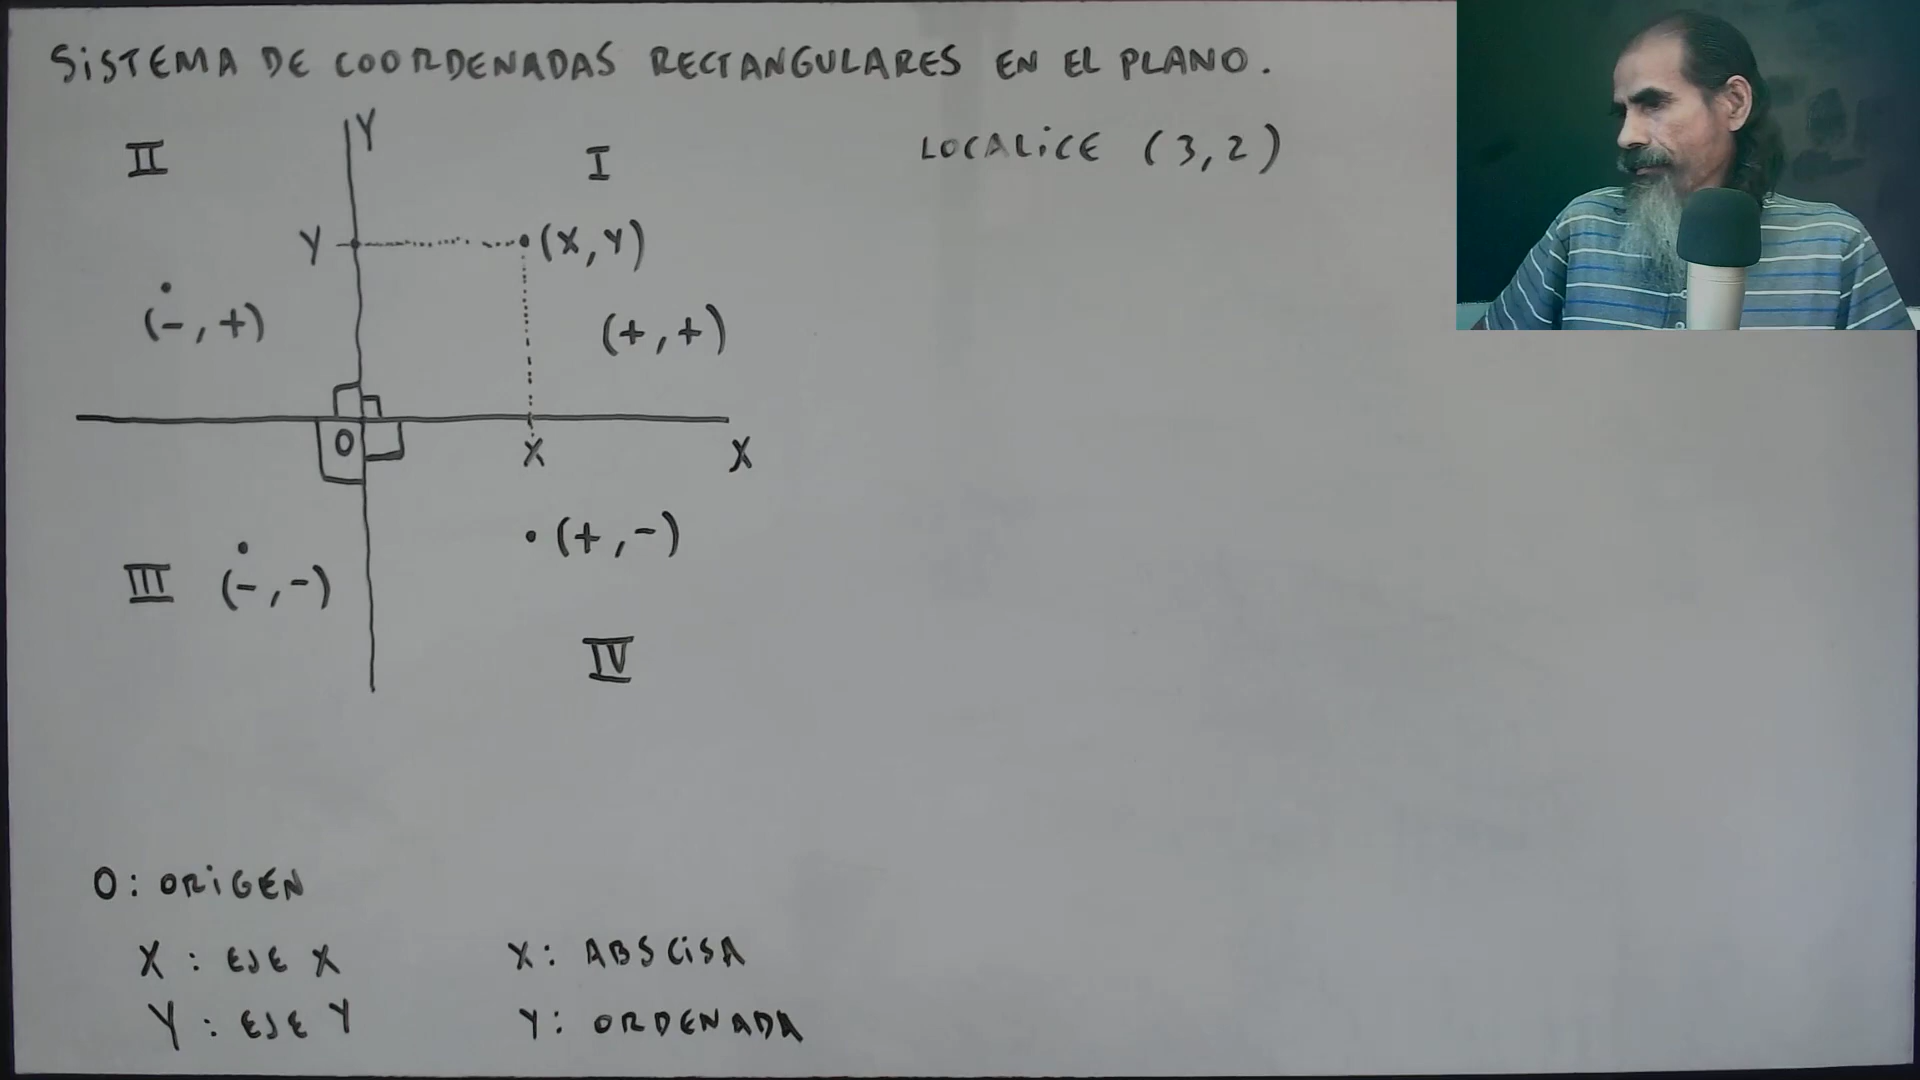 SISTEMA DE COORDENADAS RECTANGULARES EN EL PLANO.
Y
II
I
LOCALICE (3,2)
Y
(X,Y)
(-,+)
(+,+)
O
X
X
(+,-)
III
(-,-)
IV
O: ORIGEN
X : EJE X
X: ABSCISA
Y : EJE Y
Y: ORDENADA